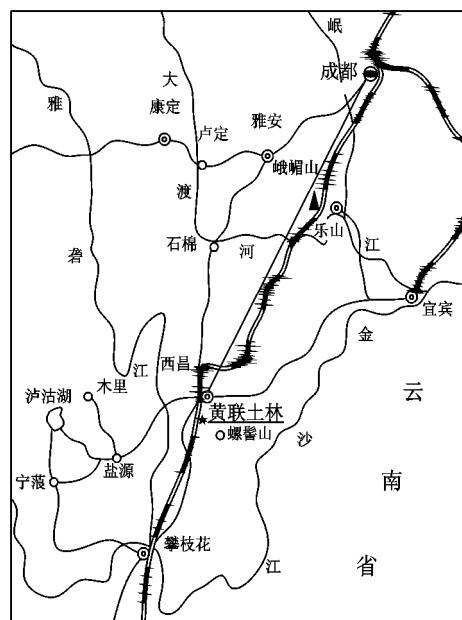 岷
成都
大
雅
康定
雅安
卢定
峨嵋山
渡
乐山
石棉
河
江
砻
宜宾
金
江
西昌
木里
云
泸沽湖
黄联土林
沙
螺髻山
盐源
南
宁蒗
攀枝花
江
省